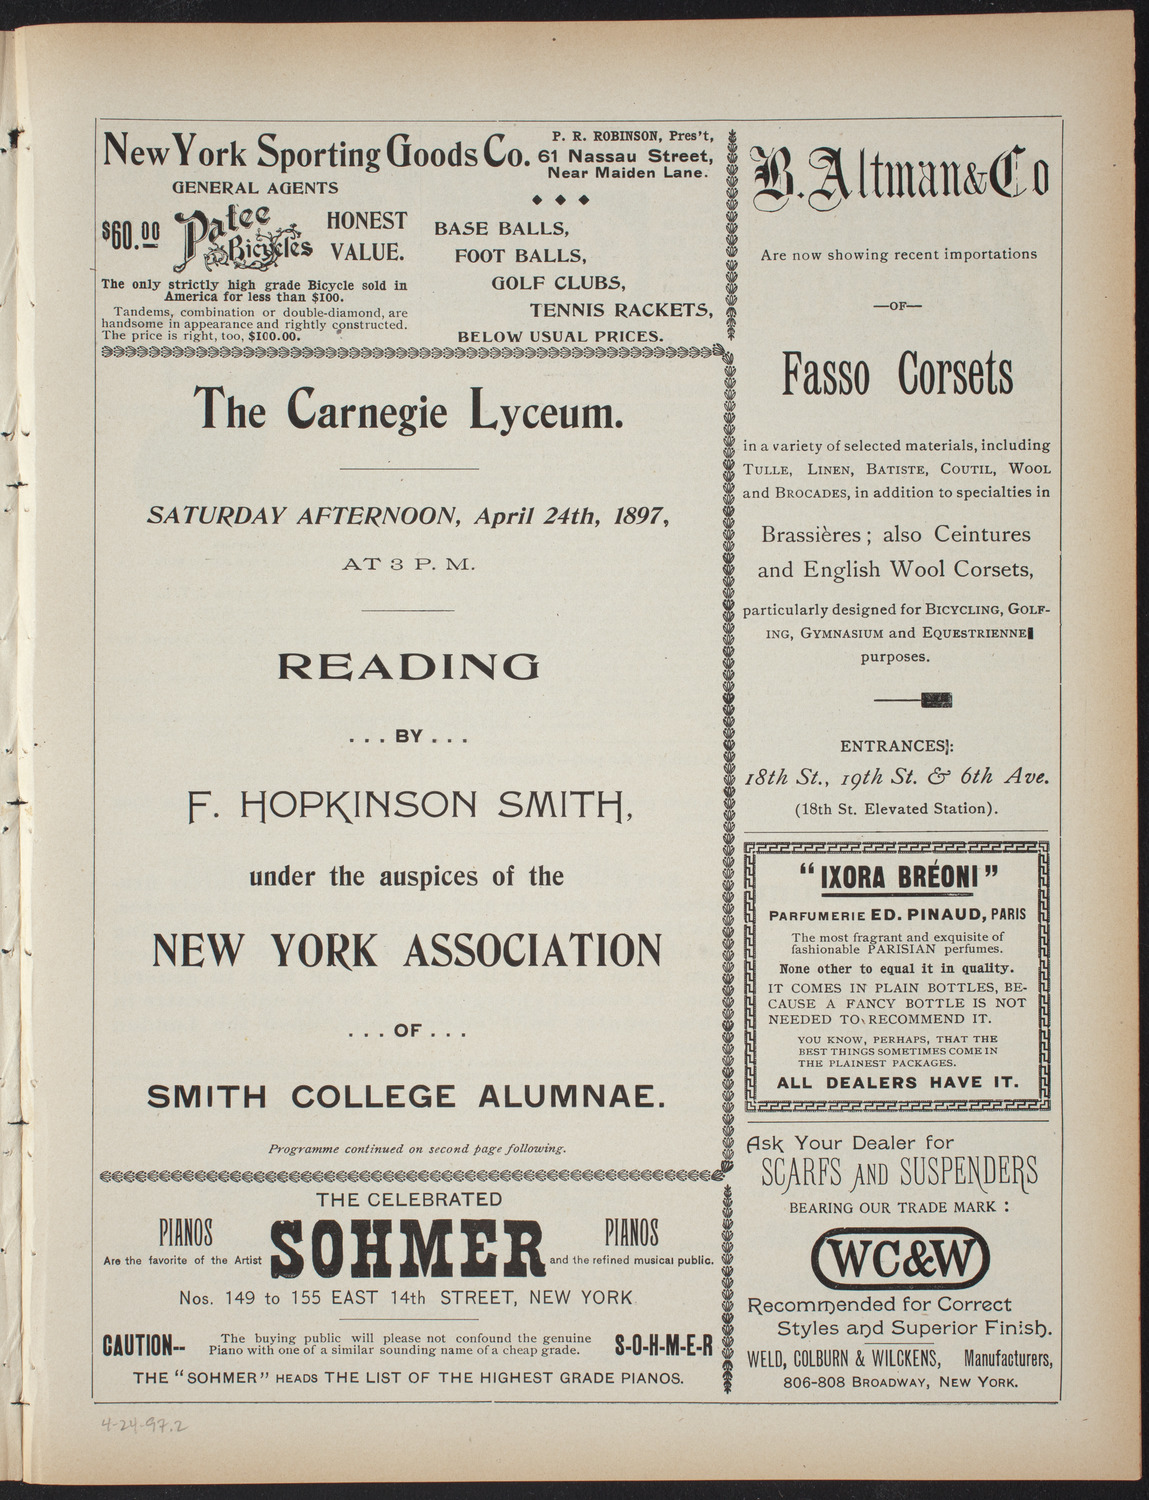 New York Sporting Goods Co.
P. R. ROBINSON, Pres't,
61 Nassau Street,
Near Maiden Lane.
GENERAL AGENTS
$60.00
Patee
Bicycles
HONEST
VALUE.
The only strictly high grade Bicycle sold in
America for less than $100.
Tandems, combination or double-diamond, are
handsome in appearance and rightly constructed.
The price is right, too, $100.00.
BASE BALLS,
FOOT BALLS,
GOLF CLUBS,
TENNIS RACKETS,
BELOW USUAL PRICES.
The Carnegie Lyceum.
SATURDAY AFTERNOON, April 24th, 1897,
AT 3 P. M.
READING
. . . BY . . .
F. HOPKINSON SMITH,
under the auspices of the
NEW YORK ASSOCIATION
. . . OF . . .
SMITH COLLEGE ALUMNAE.
Programme continued on second page following.
THE CELEBRATED
PIANOS
SOHMER
PIANOS
Are the favorite of the Artist
and the refined musical public.
Nos. 149 to 155 EAST 14th STREET, NEW YORK
CAUTION--
The buying public will please not confound the genuine
Piano with one of a similar sounding name of a cheap grade.
S-O-H-M-E-R
THE "SOHMER" HEADS THE LIST OF THE HIGHEST GRADE PIANOS.
B. Altman & Co
Are now showing recent importations
—OF—
Fasso Corsets
in a variety of selected materials, including
TULLE, LINEN, BATISTE, COUTIL, WOOL
and BROCADES, in addition to specialties in
Brassières ; also Ceintures
and English Wool Corsets,
particularly designed for BICYCLING, GOLF-
ING, GYMNASIUM and EQUESTRIENNE
purposes.
ENTRANCES:
18th St., 19th St. & 6th Ave.
(18th St. Elevated Station).
"IXORA BRÉONI"
PARFUMERIE ED. PINAUD, PARIS
The most fragrant and exquisite of
fashionable PARISIAN perfumes.
None other to equal it in quality.
IT COMES IN PLAIN BOTTLES, BE-
CAUSE A FANCY BOTTLE IS NOT
NEEDED TO RECOMMEND IT.
YOU KNOW, PERHAPS, THAT THE
BEST THINGS SOMETIMES COME IN
THE PLAINEST PACKAGES.
ALL DEALERS HAVE IT.
Ask Your Dealer for
SCARFS AND SUSPENDERS
BEARING OUR TRADE MARK :
WC&W
Recommended for Correct
Styles and Superior Finish.
WELD, COLBURN & WILCKENS, Manufacturers,
806-808 BROADWAY, NEW YORK.
4-24-97.2